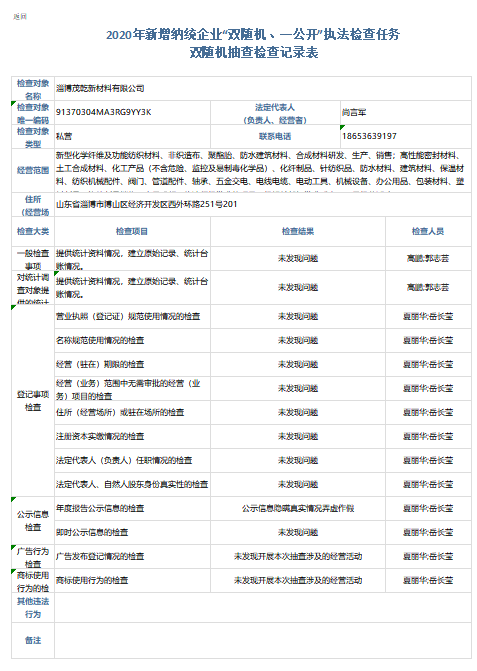 返回
2020年新增纳统企业“双随机、一公开”执法检查任务
双随机抽查检查记录表
检查对象名称 淄博茂乾新材料有限公司
检查对象唯一编码 91370304MA3RG9YY3K 法定代表人（负责人、经营者） 尚言军
检查对象类型 私营 联系电话 18653639197
经营范围 新型化学纤维及功能纺织材料、非织造布、聚酯胎、防水建筑材料、合成材料研发、生产、销售；高性能密封材料、
土工合成材料、化工产品（不含危险、监控及易制毒化学品）、化纤制品、针纺织品、防水材料、建筑材料、保温材
料、纺织机械配件、阀门、管道配件、轴承、五金交电、电线电缆、电动工具、机械设备、办公用品、包装材料、塑
住所（经营场 山东省淄博市博山区经济开发区西外环路251号201
检查大类 检查项目 检查结果 检查人员
一般检查事项 提供统计资料情况，建立原始记录、统计台账情况。 未发现问题 高鹏;郭志芸
对统计调查对象提供的统计 提供统计资料情况，建立原始记录、统计台账情况。 未发现问题 高鹏;郭志芸
登记事项检查 营业执照（登记证）规范使用情况的检查 未发现问题 夏丽华;岳长莹
名称规范使用情况的检查 未发现问题 夏丽华;岳长莹
经营（驻在）期限的检查 未发现问题 夏丽华;岳长莹
经营（业务）范围中无需审批的经营（业务）项目的检查 未发现问题 夏丽华;岳长莹
住所（经营场所）或驻在场所的检查 未发现问题 夏丽华;岳长莹
注册资本实缴情况的检查 未发现问题 夏丽华;岳长莹
法定代表人（负责人）任职情况的检查 未发现问题 夏丽华;岳长莹
法定代表人、自然人股东身份真实性的检查 未发现问题 夏丽华;岳长莹
公示信息检查 年度报告公示信息的检查 公示信息隐瞒真实情况弄虚作假 夏丽华;岳长莹
即时公示信息的检查 未发现问题 夏丽华;岳长莹
广告行为检查 广告发布登记情况的检查 未发现开展本次抽查涉及的经营活动 夏丽华;岳长莹
商标使用行为的检 商标使用行为的检查 未发现开展本次抽查涉及的经营活动 夏丽华;岳长莹
其他违法行为
备注